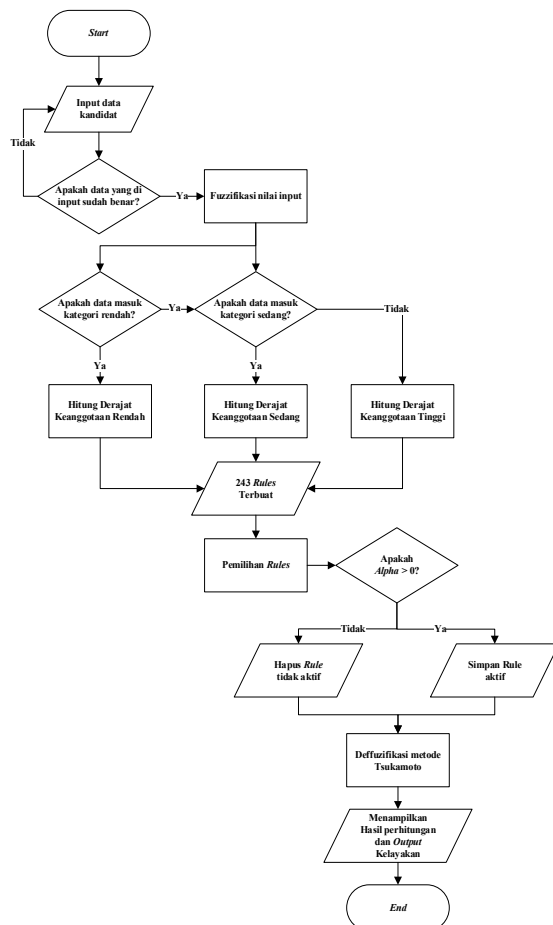 Start
Input data
kandidat
Tidak
Apakah data yang di
input sudah benar?
Ya
Fuzzifikasi nilai input
Apakah data masuk
kategori rendah?
Ya
Apakah data masuk
kategori sedang?
Tidak
Ya
Ya
Hitung Derajat
Keanggotaan Rendah
Hitung Derajat
Keanggotaan Sedang
Hitung Derajat
Keanggotaan Tinggi
243 Rules
Terbuat
Pemilihan Rules
Apakah
Alpha > 0?
Tidak
Ya
Hapus Rule
tidak aktif
Simpan Rule
aktif
Deffuzifikasi metode
Tsukamoto
Menampilkan
Hasil perhitungan
dan Output
Kelayakan
End